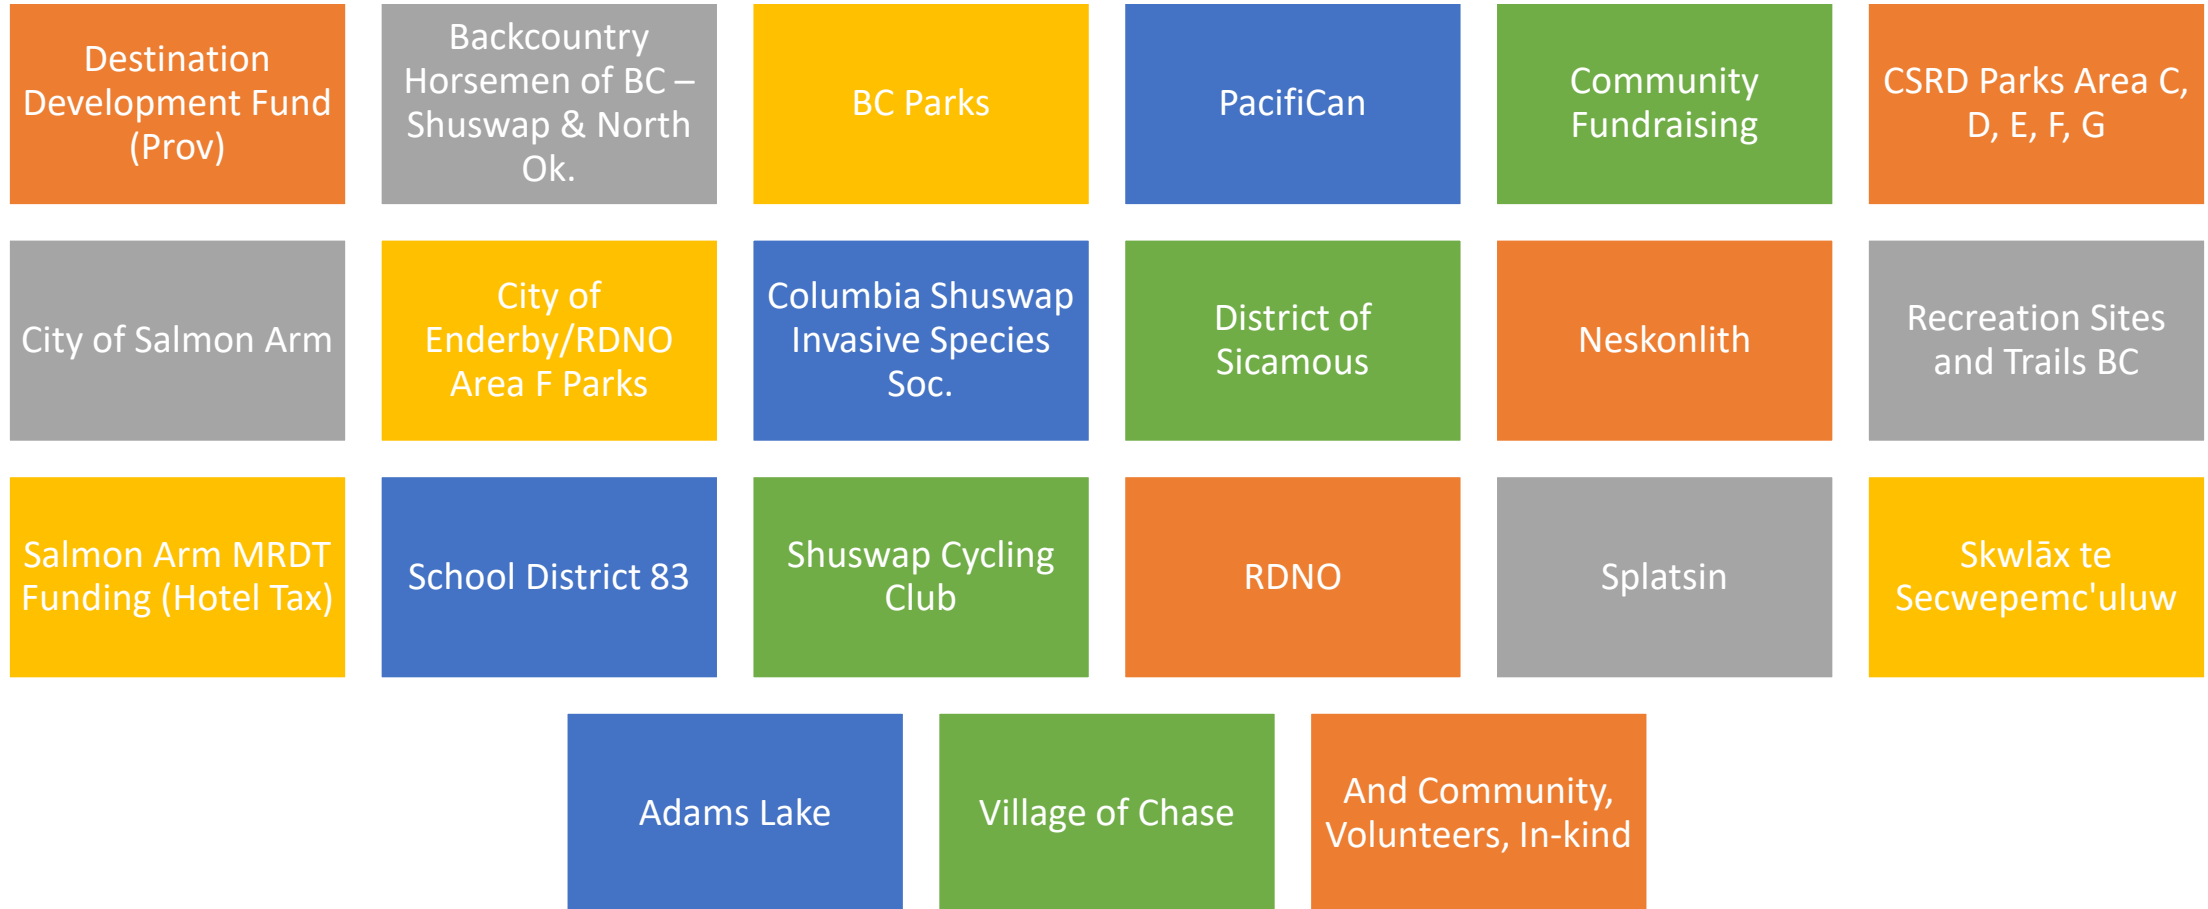 Destination
Development Fund
(Prov)
Backcountry
Horsemen of BC –
Shuswap & North
Ok.
BC Parks
PacifiCan
Community
Fundraising
CSRD Parks Area C,
D, E, F, G
City of Salmon Arm
City of
Enderby/RDNO
Area F Parks
Columbia Shuswap
Invasive Species
Soc.
District of
Sicamous
Neskonlith
Recreation Sites
and Trails BC
Salmon Arm MRDT
Funding (Hotel Tax)
School District 83
Shuswap Cycling
Club
RDNO
Splatsin
Skwlāx te
Secwepemc'uluw
Adams Lake
Village of Chase
And Community,
Volunteers, In-kind